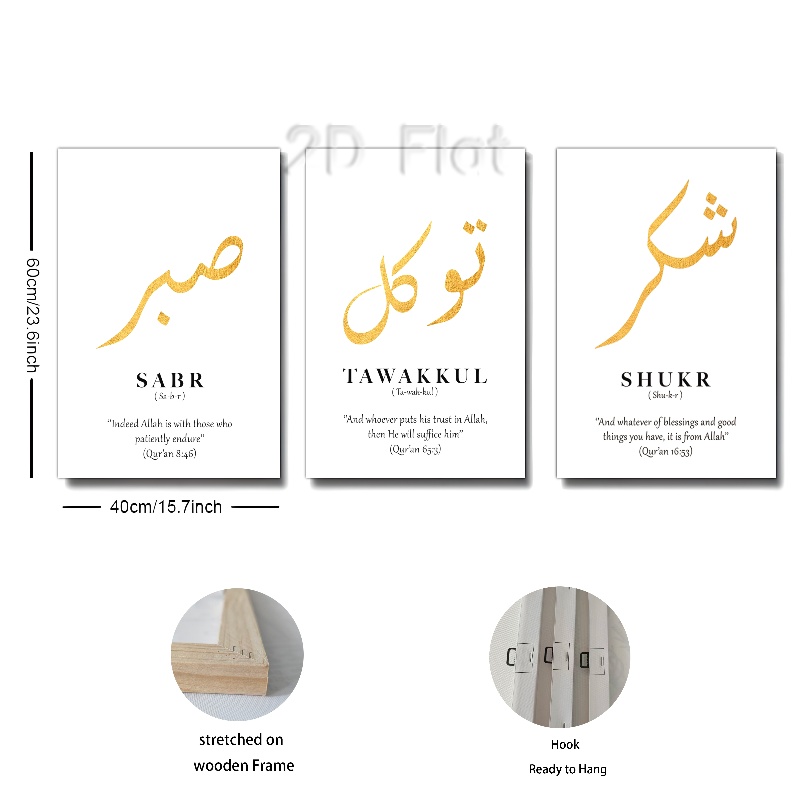 2D Flat
60cm/23.6inch
صبر
SABR
( Sa-b-r )
“Indeed Allah is with those who
patiently endure”
(Qur’an 8:46)
توكل
TAWAKKUL
( Ta-wah-kul )
“And whoever puts his trust in Allah,
then He will suffice him”
(Qur’an 65:3)
شكر
SHUKR
( Shu-k-r )
“And whatever of blessings and good
things you have, it is from Allah”
(Qur’an 16:53)
40cm/15.7inch
stretched on
wooden Frame
Hook
Ready to Hang